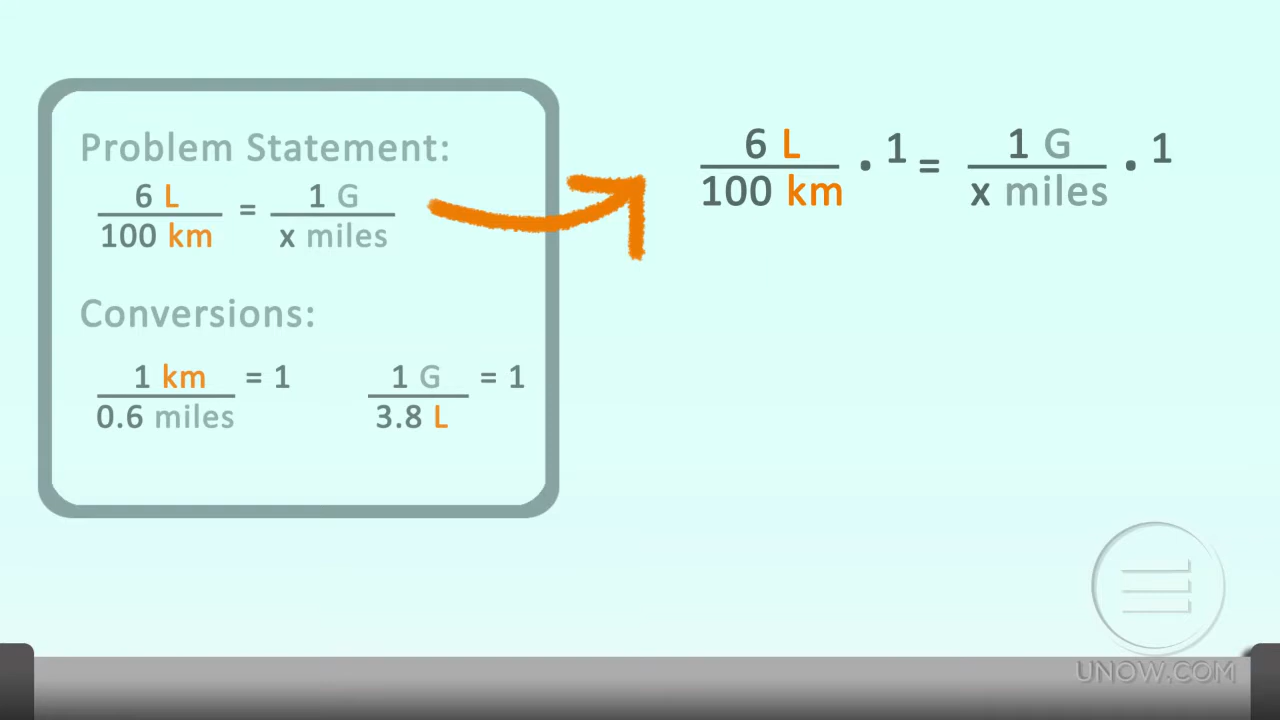 Problem Statement:
6 L
100 km
=
1 G
x miles
Conversions:
1 km
0.6 miles
= 1
1 G
3.8 L
= 1
6 L
100 km
· 1 =
1 G
x miles
· 1
UNOW.COM